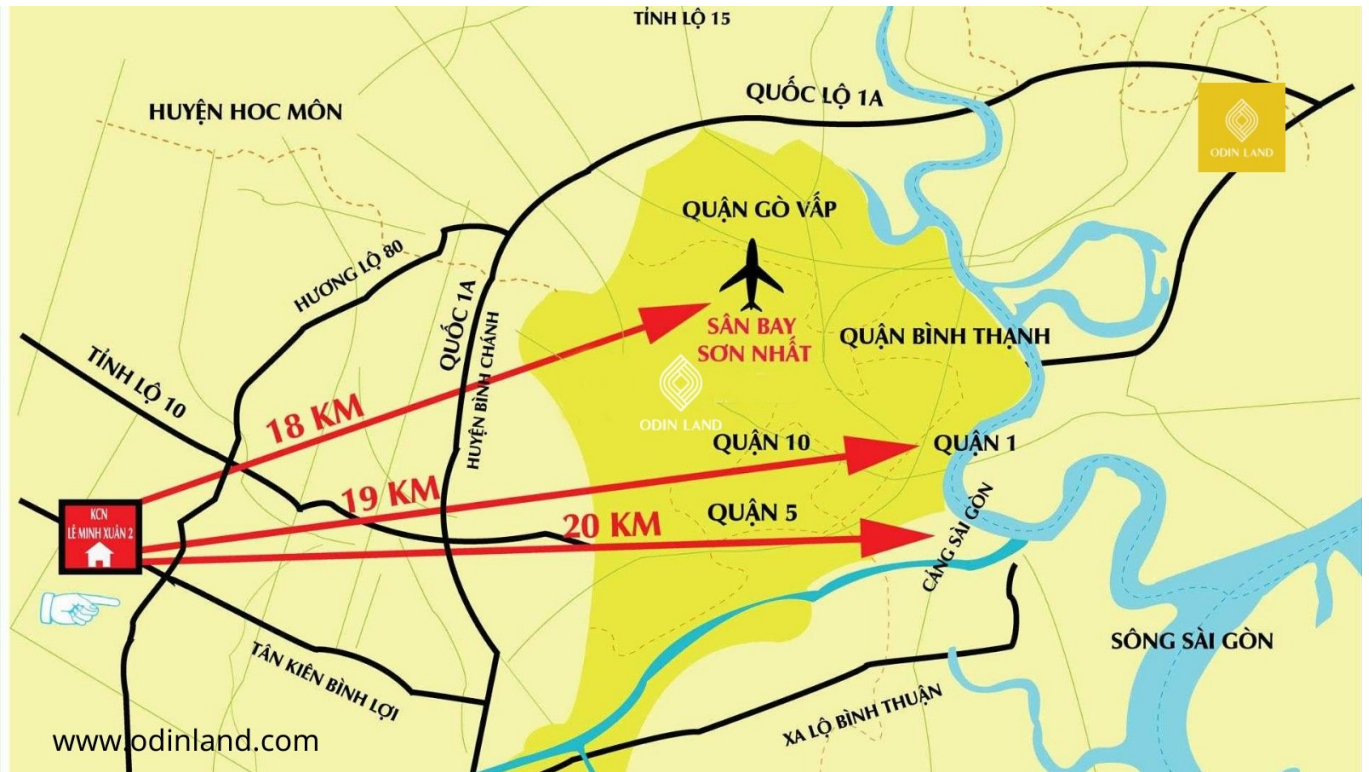 TỈNH LỘ 15
QUỐC LỘ 1A
HUYỆN HOC MÔN
ODIN LAND
QUẬN GÒ VẤP
HƯƠNG LỘ 80
QUỐC 1A
HUYỆN BÌNH CHÁNH
SÂN BAY
SƠN NHẤT
QUẬN BÌNH THẠNH
TỈNH LỘ 10
18 KM
ODIN LAND
QUẬN 10
QUẬN 1
19 KM
20 KM
QUẬN 5
KCN
LÊ MINH XUÂN 2
CẢNG SÀI GÒN
SÔNG SÀI GÒN
TÂN KIÊN BÌNH LỢI
XA LỘ BÌNH THUẬN
www.odinland.com